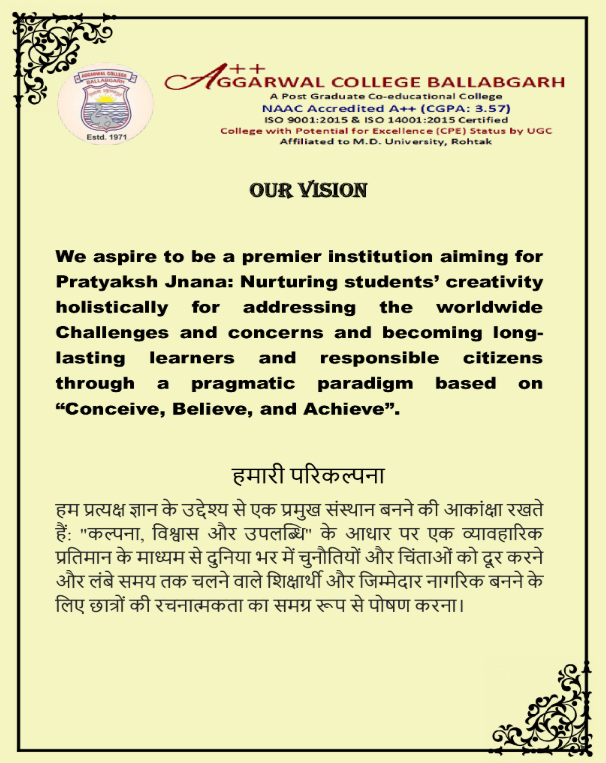 AGGARWAL COLLEGE
BALLABGARH
Estd. 1971
A++
AGGARWAL COLLEGE BALLABGARH
A Post Graduate Co-educational College
NAAC Accredited A++ (CGPA: 3.57)
ISO 9001:2015 & ISO 14001:2015 Certified
College with Potential for Excellence (CPE) Status by UGC
Affiliated to M.D. University, Rohtak
OUR VISION
We aspire to be a premier institution aiming for
Pratyaksh Jnana: Nurturing students’ creativity
holistically for addressing the worldwide
Challenges and concerns and becoming long-
lasting learners and responsible citizens
through a pragmatic paradigm based on
“Conceive, Believe, and Achieve”.
हमारी परिकल्पना
हम प्रत्यक्ष ज्ञान के उद्देश्य से एक प्रमुख संस्थान बनने की आकांक्षा रखते
हैं: "कल्पना, विश्वास और उपलब्धि" के आधार पर एक व्यावहारिक
प्रतिमान के माध्यम से दुनिया भर में चुनौतियों और चिंताओं को दूर करने
और लंबे समय तक चलने वाले शिक्षार्थी और जिम्मेदार नागरिक बनने के
लिए छात्रों की रचनात्मकता का समग्र रूप से पोषण करना।